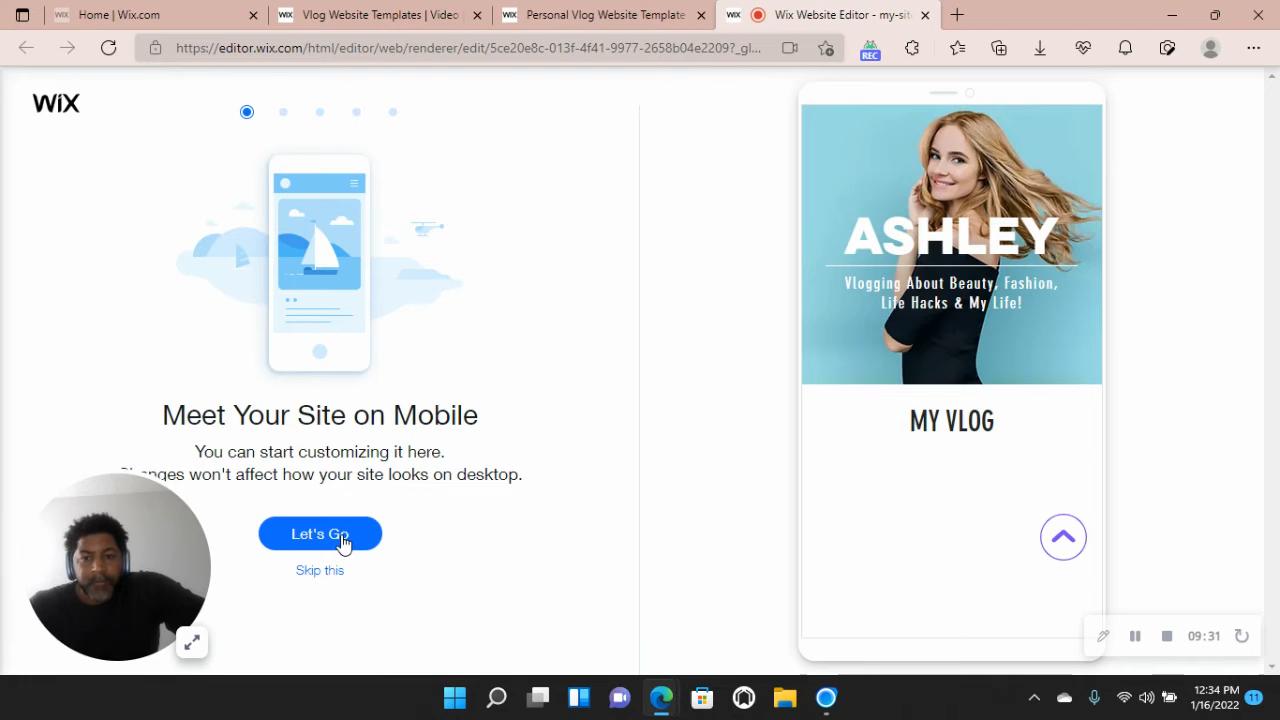 Home | Wix.com
WIX Vlog Website Templates | Video
WIX Personal Vlog Website Template
WIX Wix Website Editor - my-sit
https://editor.wix.com/html/editor/web/renderer/edit/5ce20e8c-013f-4f41-9977-2658b04e2209?_gl...
REC
WIX
Meet Your Site on Mobile
You can start customizing it here.
Changes won't affect how your site looks on desktop.
Let's Go
Skip this
ASHLEY
Vlogging About Beauty, Fashion,
Life Hacks & My Life!
MY VLOG
09:31
12:34 PM
1/16/2022
11